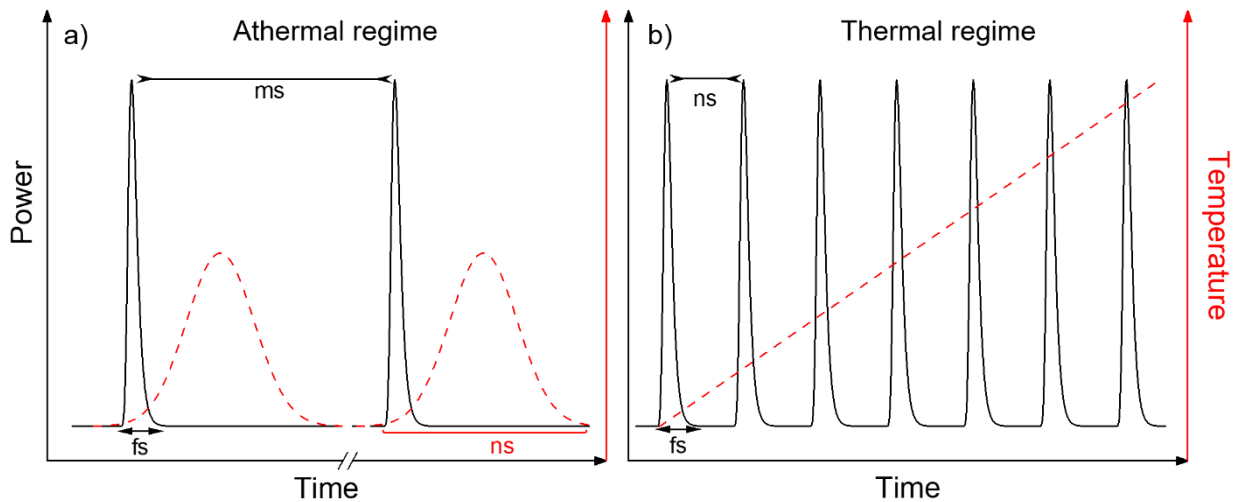 a)
Athermal regime
ms
Power
fs
ns
Time
b)
Thermal regime
ns
fs
Time
Temperature